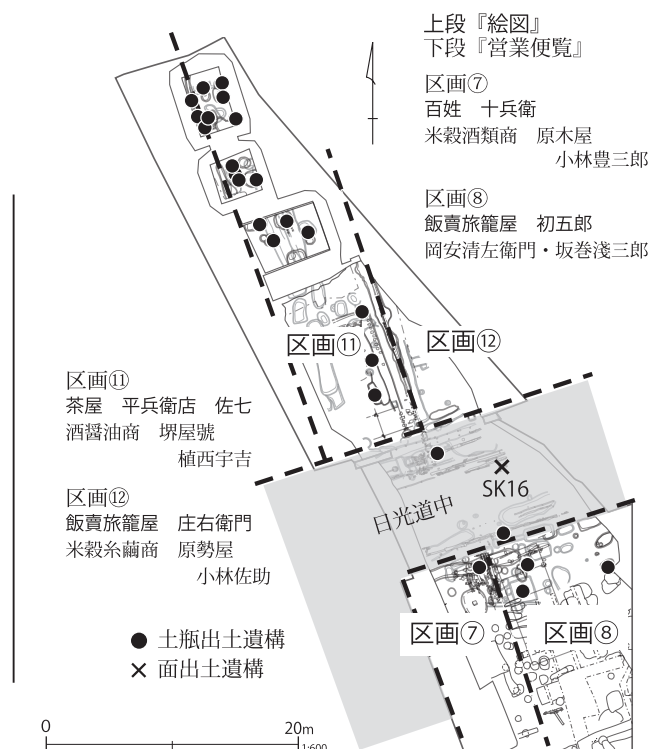 上段『絵図』
下段『営業便覧』
区画⑦
百姓　十兵衛
米穀酒類商　原木屋
小林豊三郎
区画⑧
飯賣旅籠屋　初五郎
岡安清左衛門・坂巻淺三郎
区画⑪
区画⑫
区画⑪
茶屋　平兵衛店　佐七
酒醤油商　堺屋號
植西宇吉
区画⑫
飯賣旅籠屋　庄右衛門
米穀糸繭商　原勢屋
小林佐助
SK16
日光道中
区画⑦
区画⑧
●土瓶出土遺構
×面出土遺構
0
20m
1:600